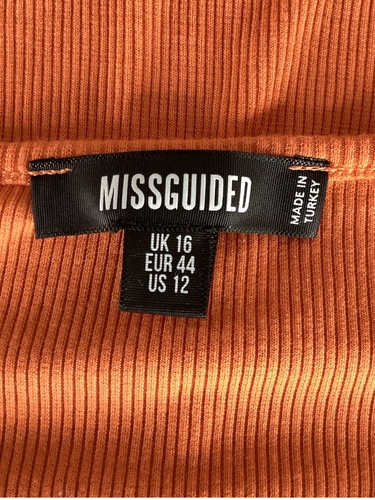 MISSGUIDED
MADE IN
TURKEY
UK 16
EUR 44
US 12